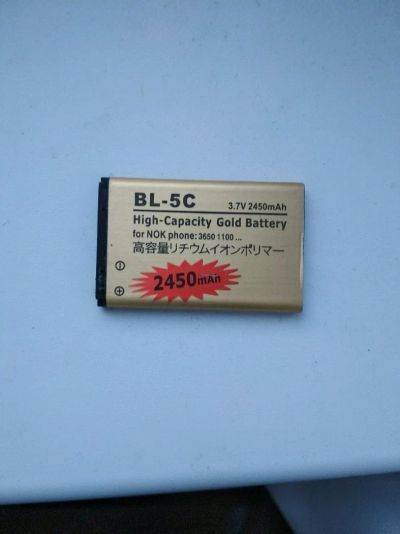 BL-5C 3.7V 2450mAh
High-Capacity Gold Battery
for NOK phone: 3650 1100 ...
高容量リチウムイオンポリマー
2450mAh